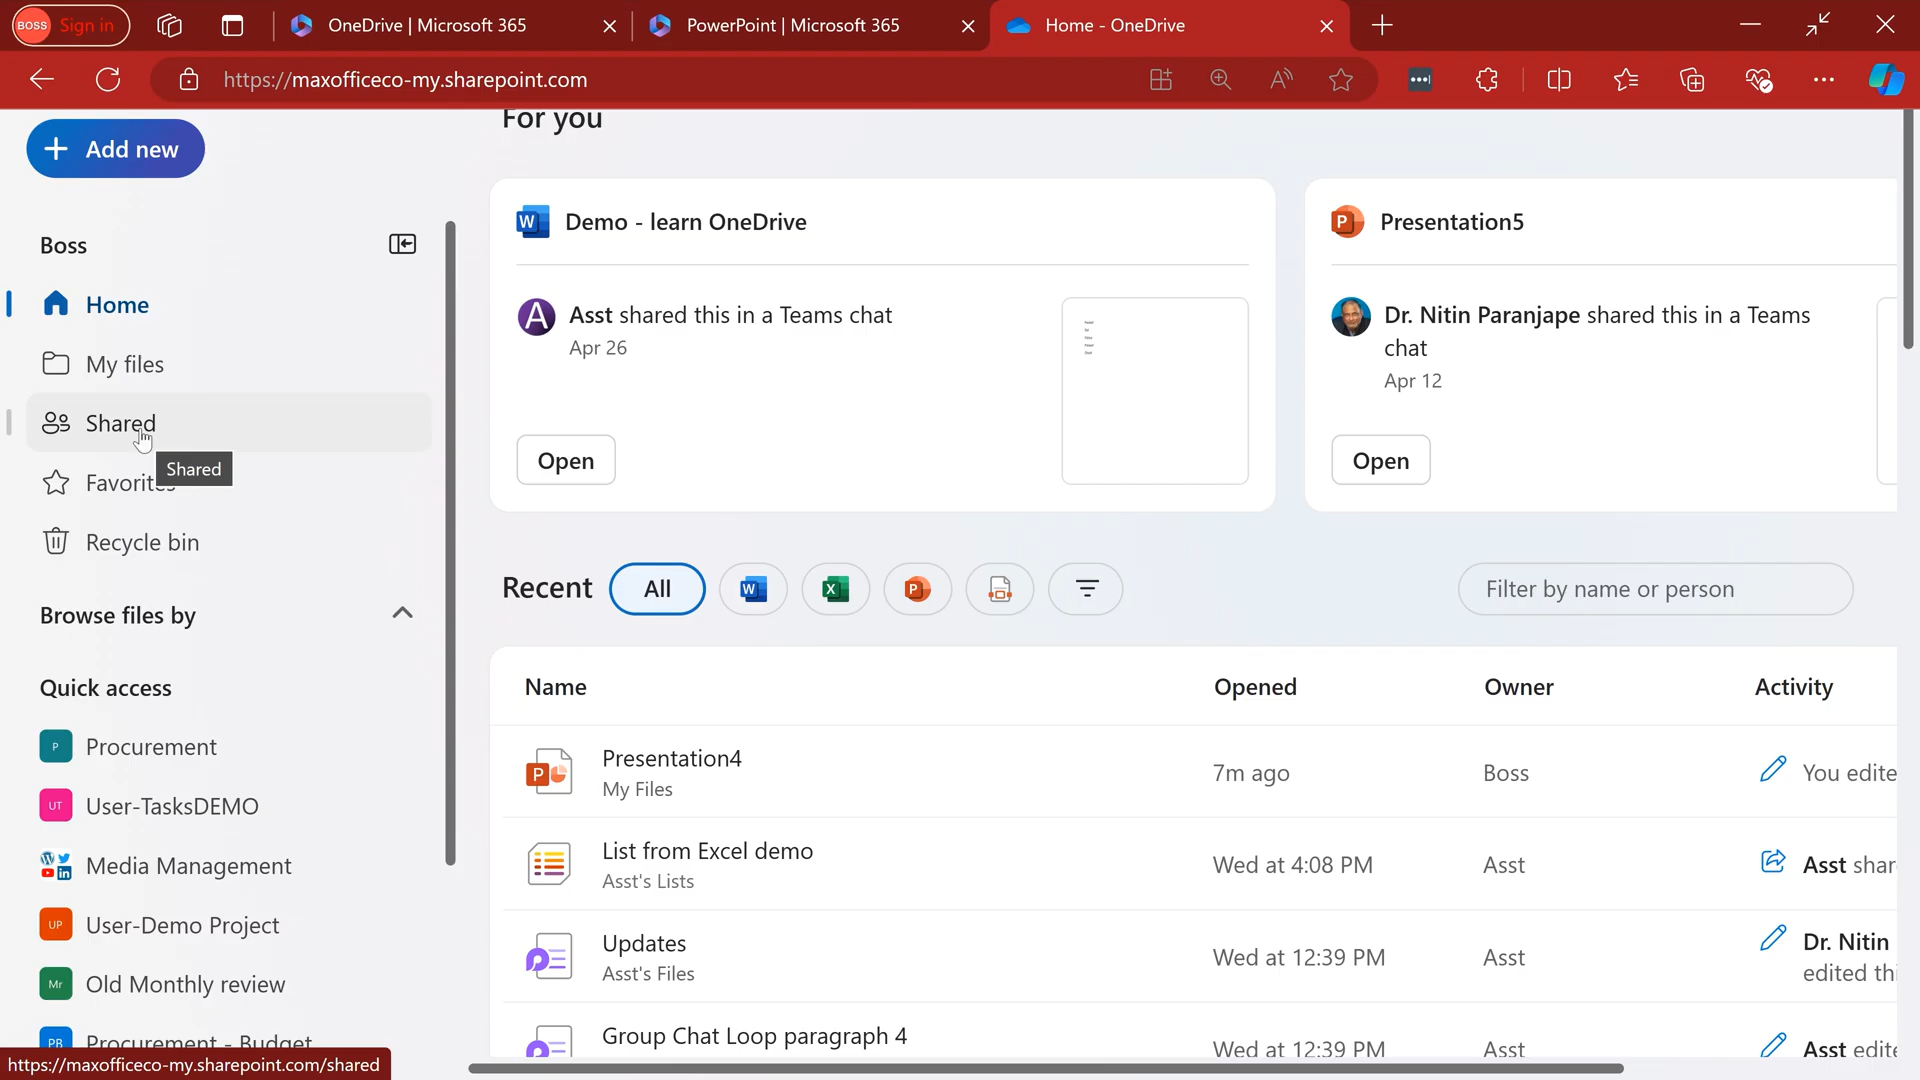 BOSS Sign in
OneDrive | Microsoft 365
PowerPoint | Microsoft 365
Home - OneDrive
https://maxofficeco-my.sharepoint.com
Add new
Boss
Home
My files
Shared
Shared
Favorites
Recycle bin
Browse files by
Quick access
P Procurement
UT User-TasksDEMO
Media Management
UP User-Demo Project
Mr Old Monthly review
PB Procurement - Budget
https://maxofficeco-my.sharepoint.com/shared
For you
Demo - learn OneDrive
Asst shared this in a Teams chat
Apr 26
Open
Presentation5
Dr. Nitin Paranjape shared this in a Teams
chat
Apr 12
Open
Recent All
Filter by name or person
Name Opened Owner Activity
Presentation4
My Files
7m ago Boss You edite
List from Excel demo
Asst's Lists
Wed at 4:08 PM Asst Asst shar
Updates
Asst's Files
Wed at 12:39 PM Asst Dr. Nitin
edited thi
Group Chat Loop paragraph 4
Wed at 12:39 PM Asst Asst edite